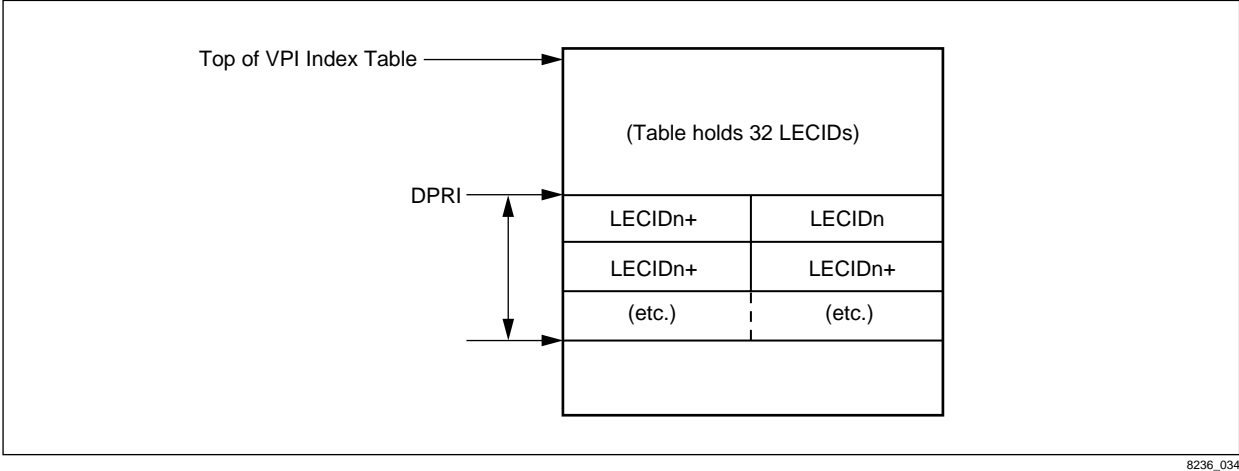 Top of VPI Index Table
(Table holds 32 LECIDs)
DPRI
LECIDn+ LECIDn
LECIDn+ LECIDn+
(etc.) (etc.)
8236_034